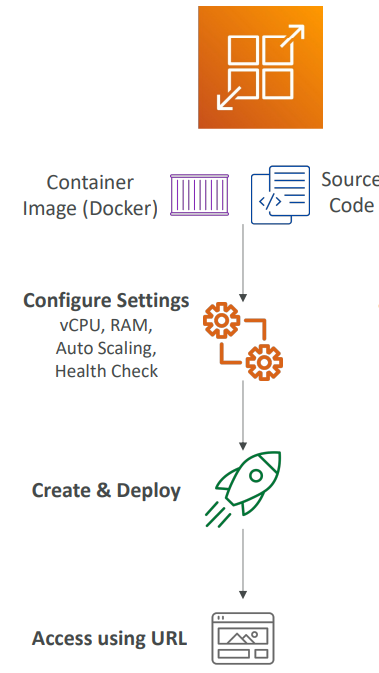 Container
Image (Docker)
Source
Code
</>
Configure Settings
vCPU, RAM,
Auto Scaling,
Health Check
Create & Deploy
Access using URL